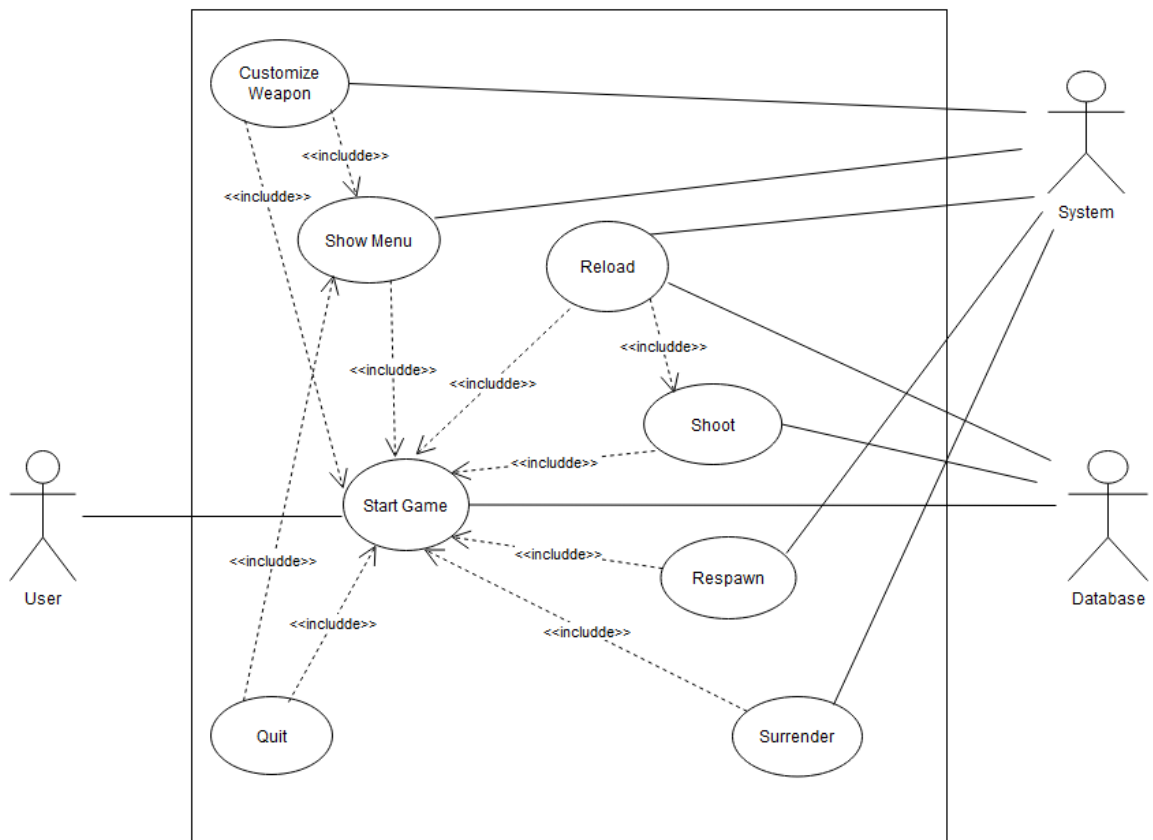 Customize
Weapon
<<includde>>
<<includde>>
System
Show Menu
Reload
<<includde>>
<<includde>>
<<includde>>
Shoot
<<includde>>
Start Game
<<includde>>
<<includde>>
Respawn
User
Database
<<includde>>
<<includde>>
Quit
Surrender